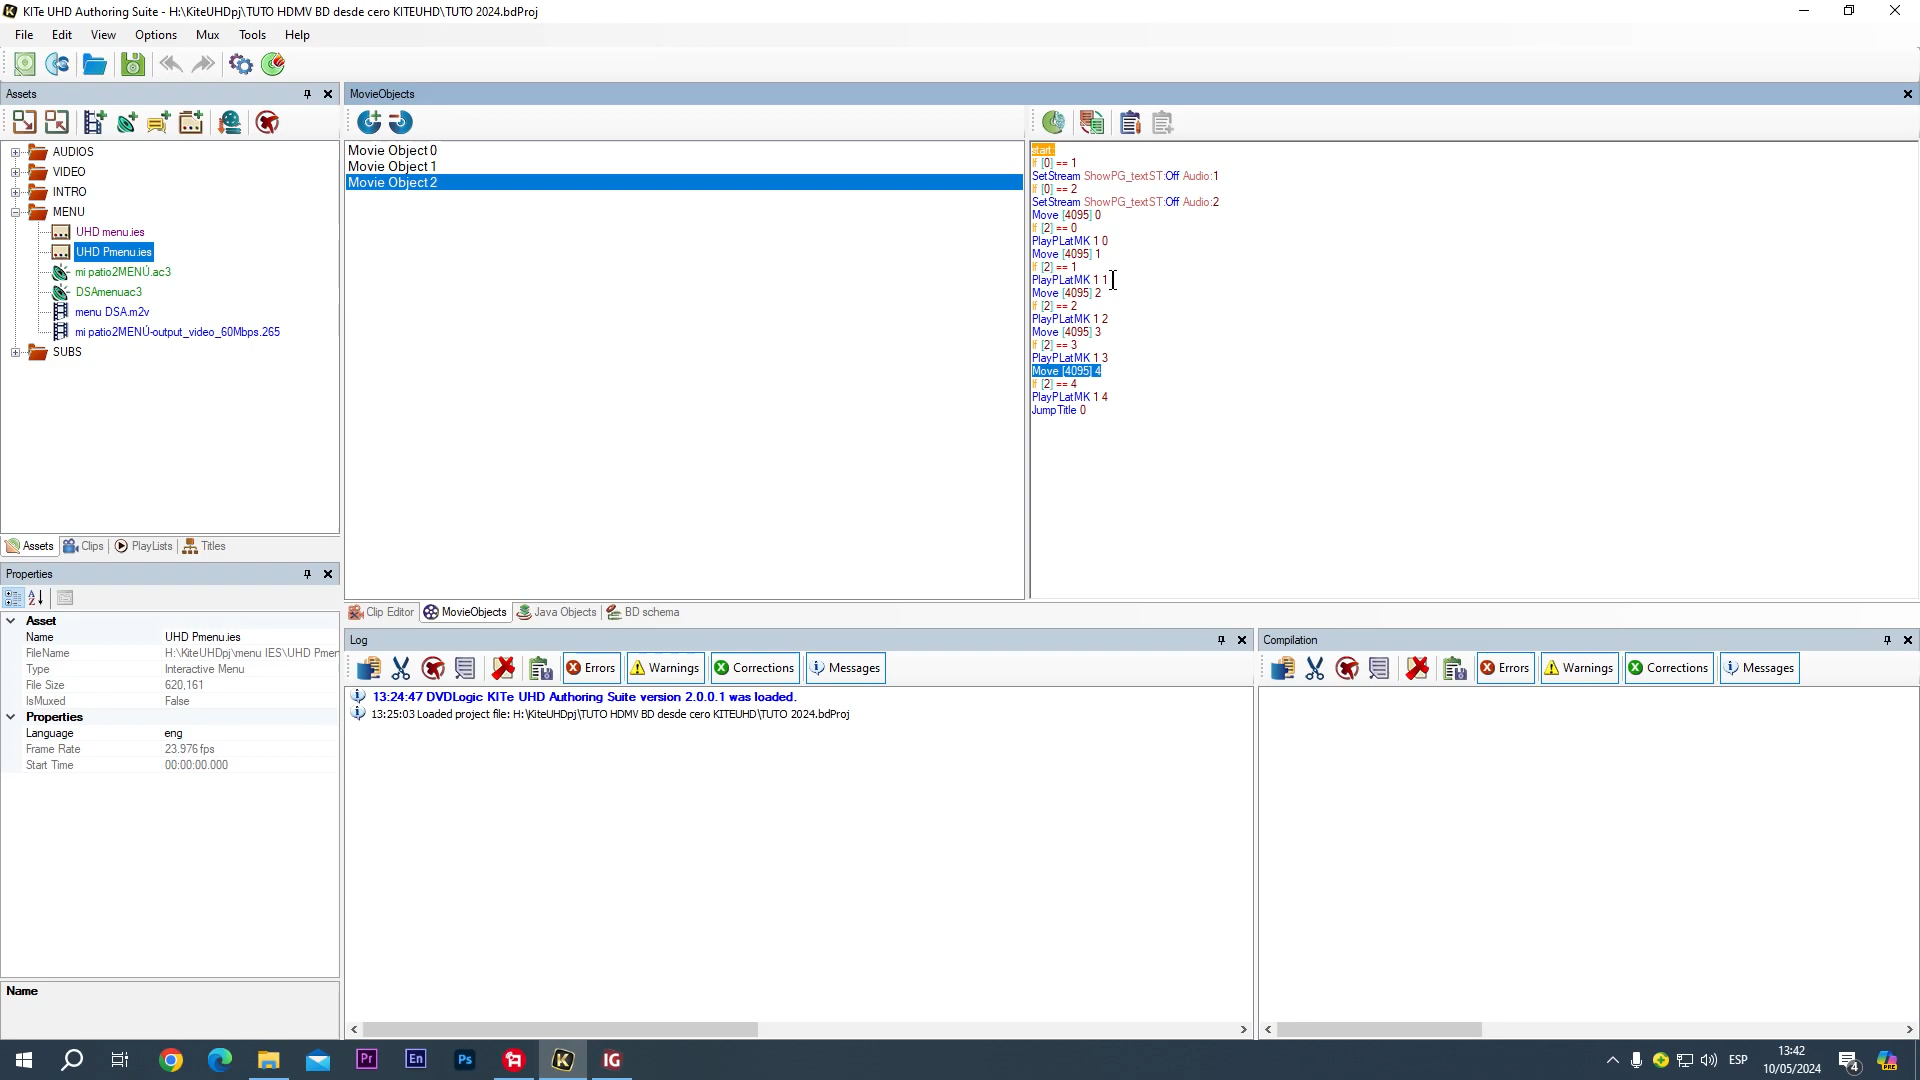 KITe UHD Authoring Suite - H:\KiteUHDpj\TUTO HDMV BD desde cero KITEUHD\TUTO 2024.bdProj
File Edit View Options Mux Tools Help
Assets
AUDIOS
VIDEO
INTRO
MENU
UHD menu.ies
UHD Pmenu.ies
mi patio2MENÚ.ac3
DSAmenuac3
menu DSA.m2v
mi patio2MENÚ-output_video_60Mbps.265
SUBS
Assets Clips PlayLists Titles
Properties
Asset
Name UHD Pmenu.ies
FileName H:\KiteUHDpj\menu IES\UHD Pmer
Type Interactive Menu
File Size 620,161
IsMuxed False
Properties
Language eng
Frame Rate 23.976 fps
Start Time 00:00:00.000
Name
MovieObjects
Movie Object 0
Movie Object 1
Movie Object 2
start:
If [0] == 1
SetStream ShowPG_textST:Off Audio:1
If [0] == 2
SetStream ShowPG_textST:Off Audio:2
Move [4095] 0
If [2] == 0
PlayPLatMK 1 0
Move [4095] 1
If [2] == 1
PlayPLatMK 1 1
Move [4095] 2
If [2] == 2
PlayPLatMK 1 2
Move [4095] 3
If [2] == 3
PlayPLatMK 1 3
Move [4095] 4
If [2] == 4
PlayPLatMK 1 4
JumpTitle 0
Clip Editor MovieObjects Java Objects BD schema
Log
Errors Warnings Corrections Messages
13:24:47 DVDLogic KITe UHD Authoring Suite version 2.0.0.1 was loaded.
13:25:03 Loaded project file: H:\KiteUHDpj\TUTO HDMV BD desde cero KITEUHD\TUTO 2024.bdProj
Compilation
Errors Warnings Corrections Messages
Pr En Ps K IG
ESP
13:42
10/05/2024
4
PRE